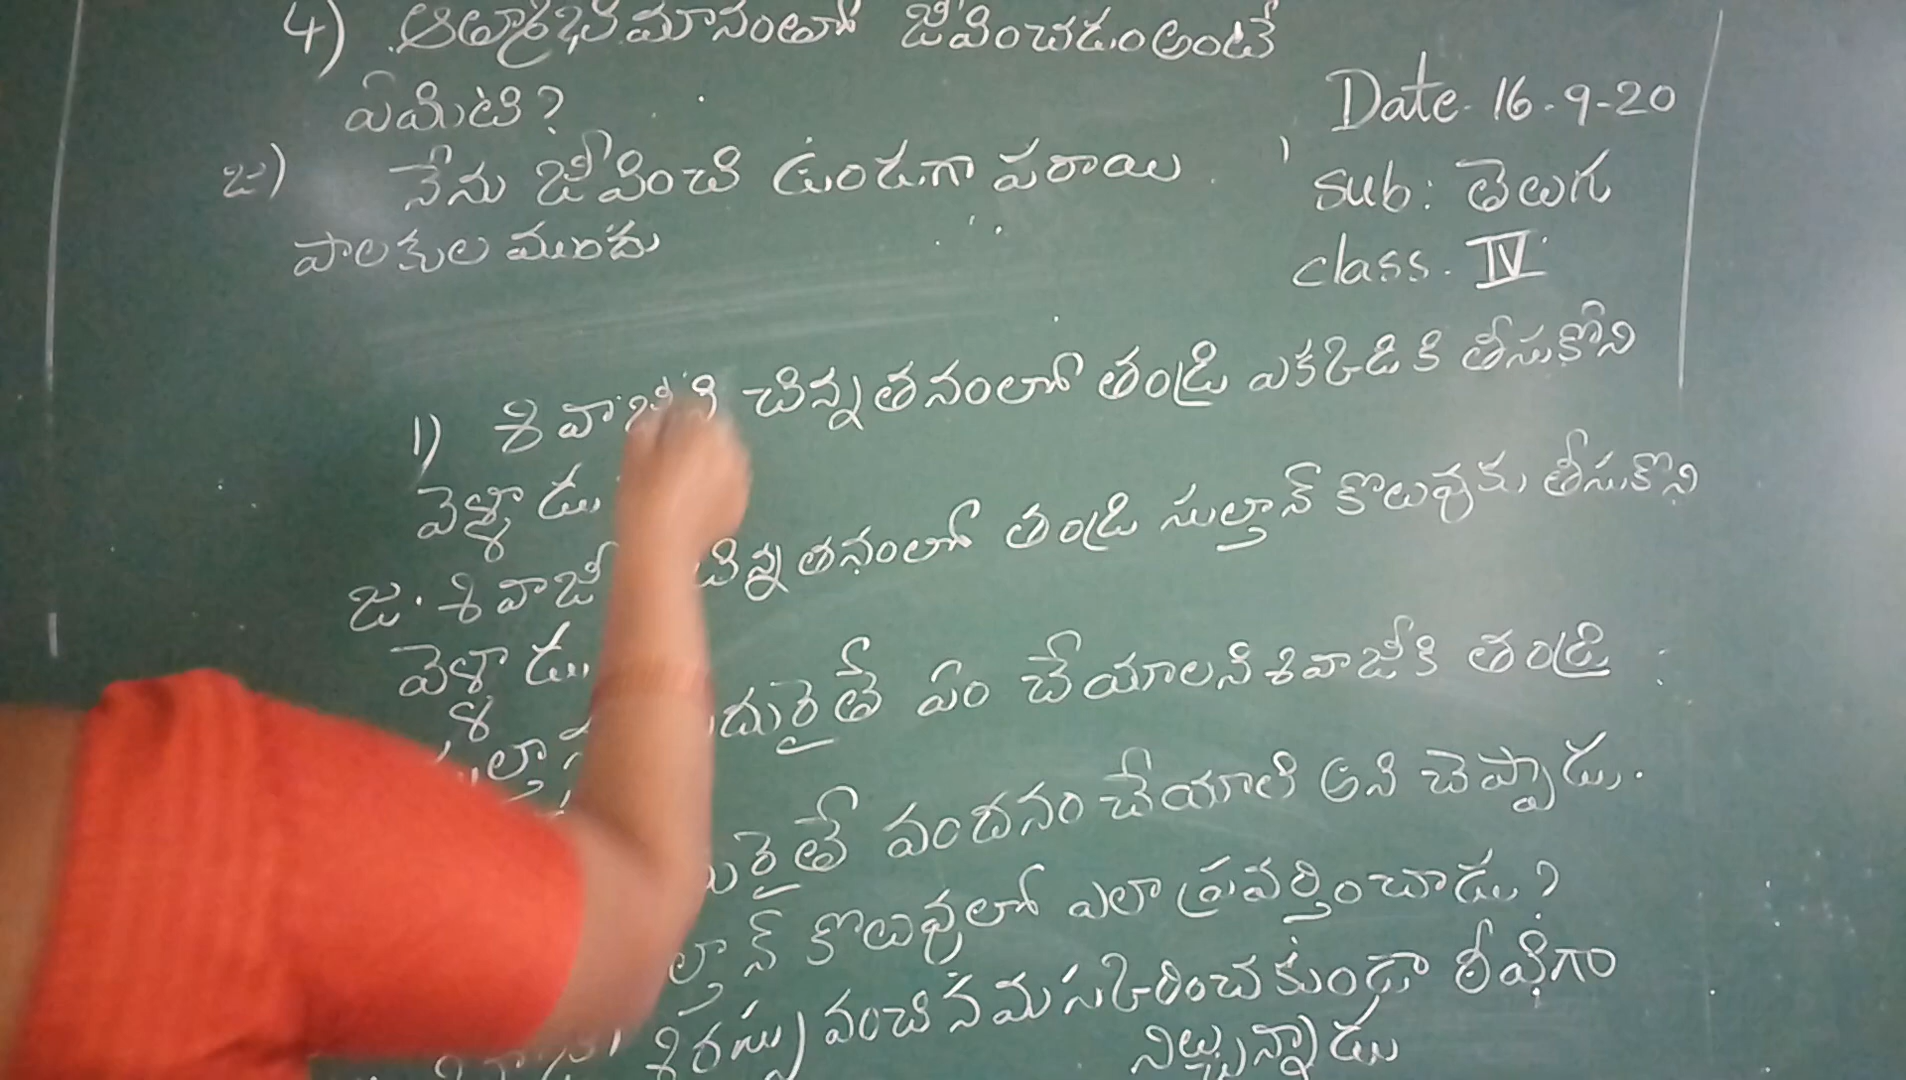 4) ఆత్మాభిమానంతో జీవించడం అంటే
ఏమిటి?
జ) నేను జీవించి ఉండగా పరాయి
పాలకుల ముందు
Date 16-9-20
sub: తెలుగు
class. IV
1) శివాజీని చిన్నతనంలో తండ్రి ఎక్కడికి తీసుకోని
వెళ్ళాడు
జ. శివాజీ చిన్నతనంలో తండ్రి సుల్తాన్ కొలువుకు తీసుకొని
వెళ్ళాడు
ఎదురైతే ఏం చేయాలని శివాజీకి తండ్రి
వందనం చేయాలి అని చెప్పాడు.
కొలువులో ఎలా ప్రవర్తించాడు?
శిరస్సు వంచి నమస్కరించకుండా ఠీవిగా
నిల్చున్నాడు